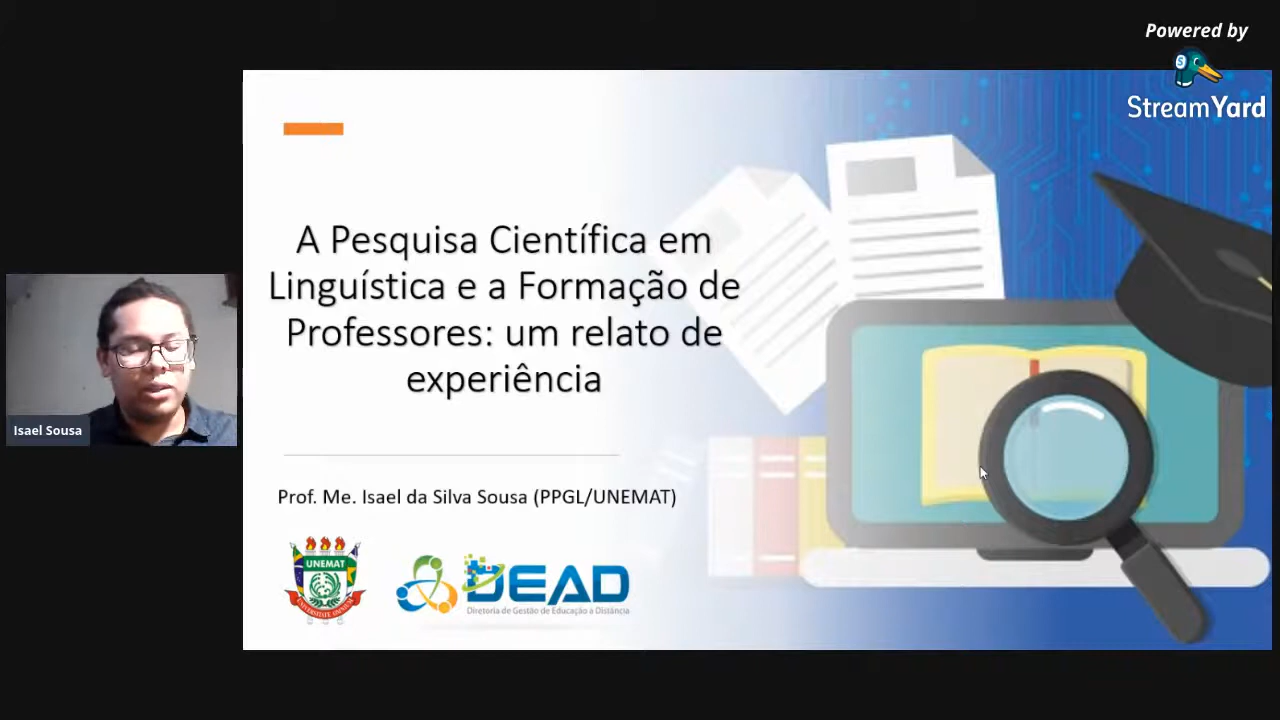 Powered by
StreamYard
A Pesquisa Científica em
Linguística e a Formação de
Professores: um relato de
experiência
Isael Sousa
Prof. Me. Isael da Silva Sousa (PPGL/UNEMAT)
UNEMAT
DEAD
Diretoria de Gestão de Educação a Distância